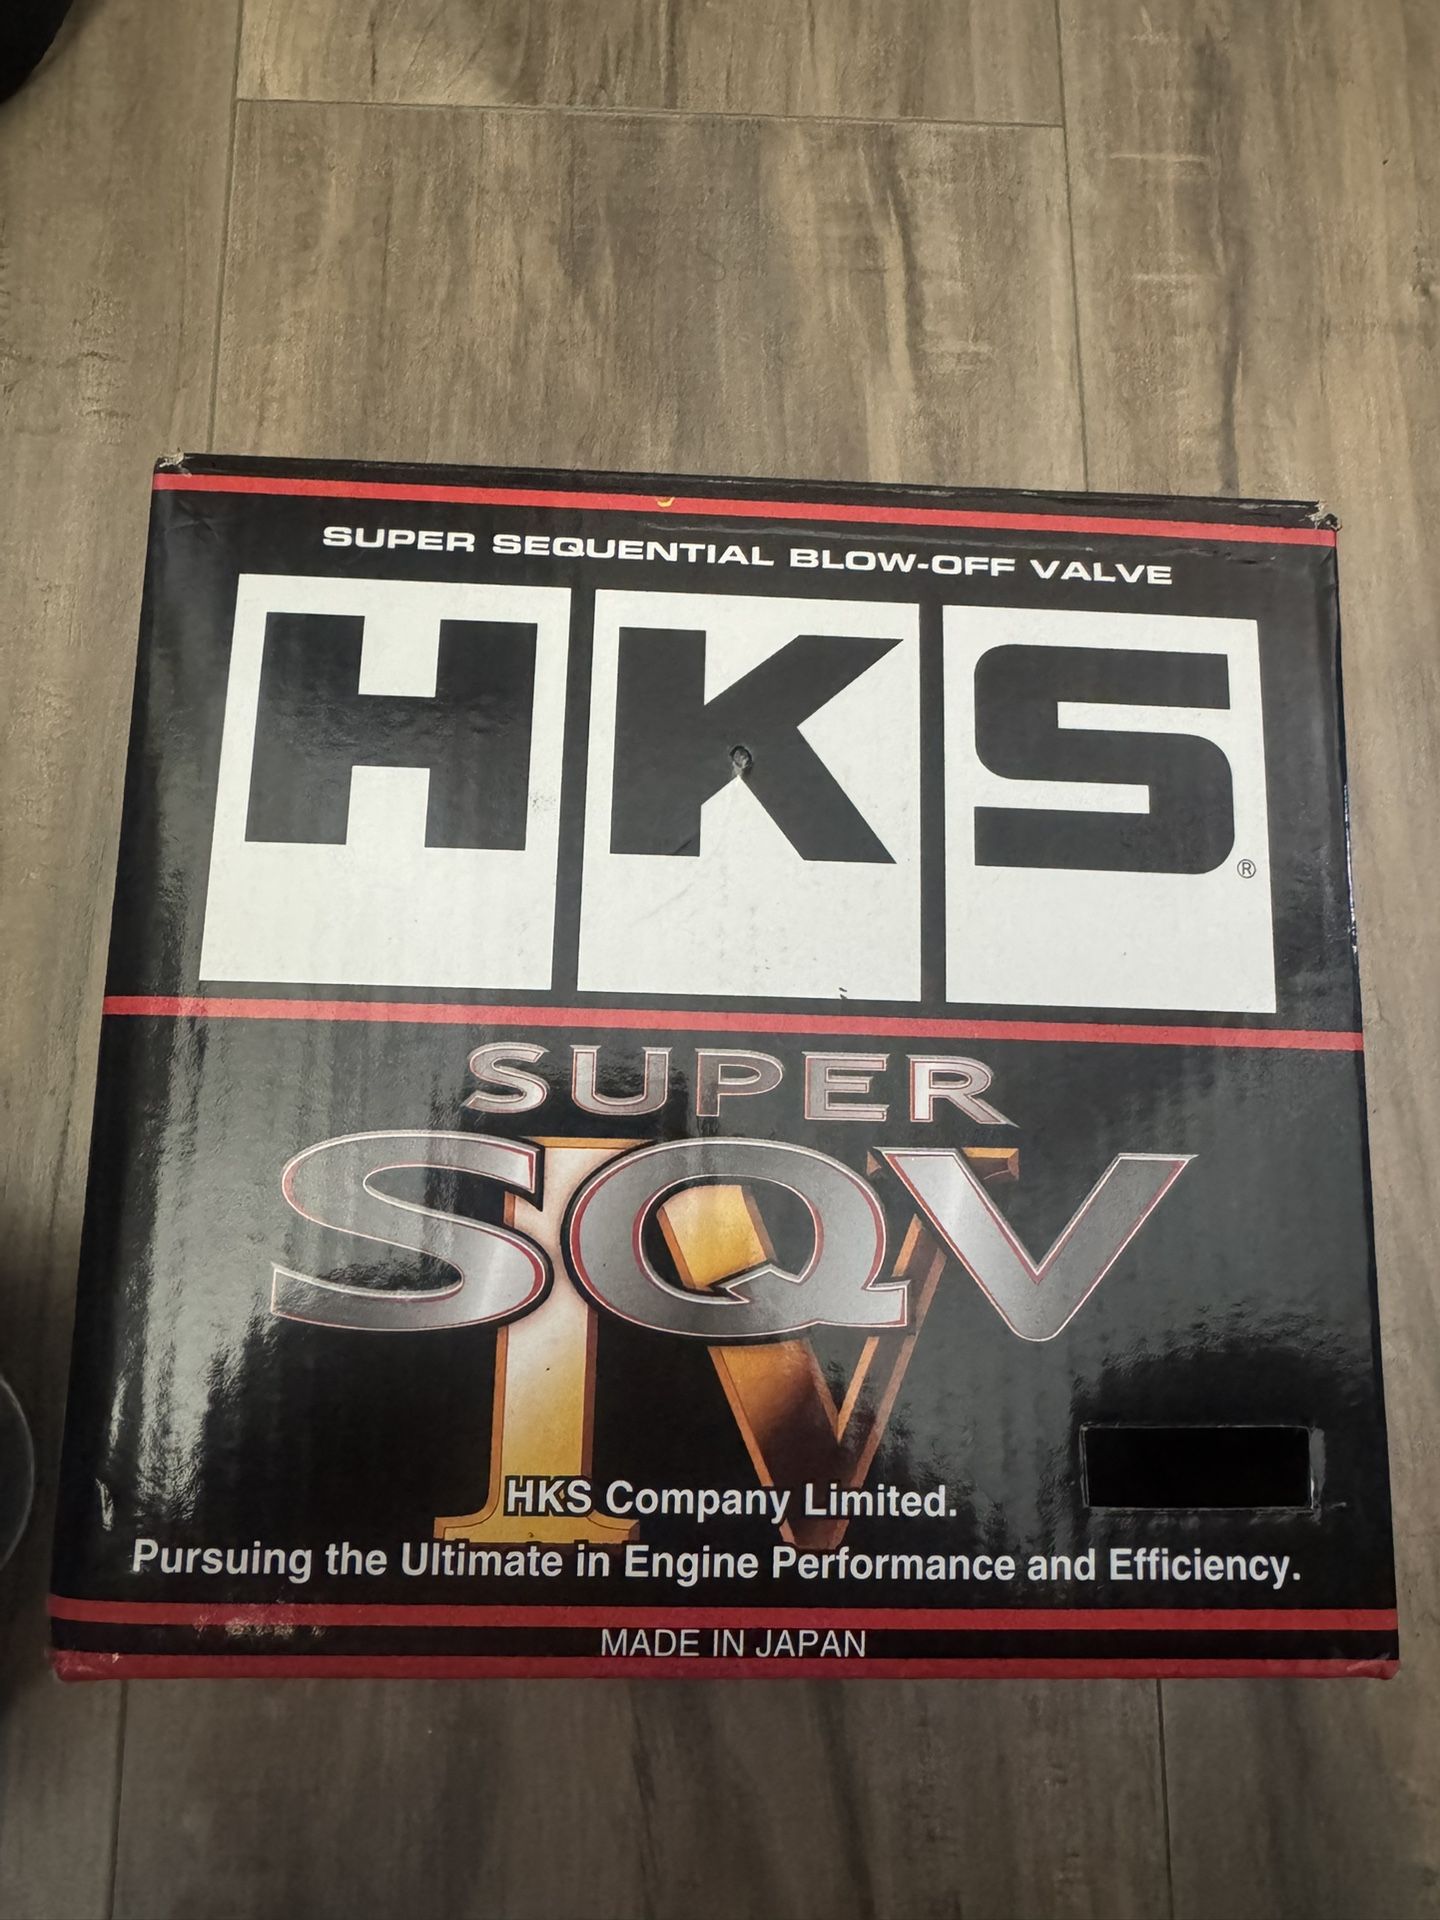 SUPER SEQUENTIAL BLOW-OFF VALVE
HKS®
SUPER
SQV
IV
HKS Company Limited.
Pursuing the Ultimate in Engine Performance and Efficiency.
MADE IN JAPAN